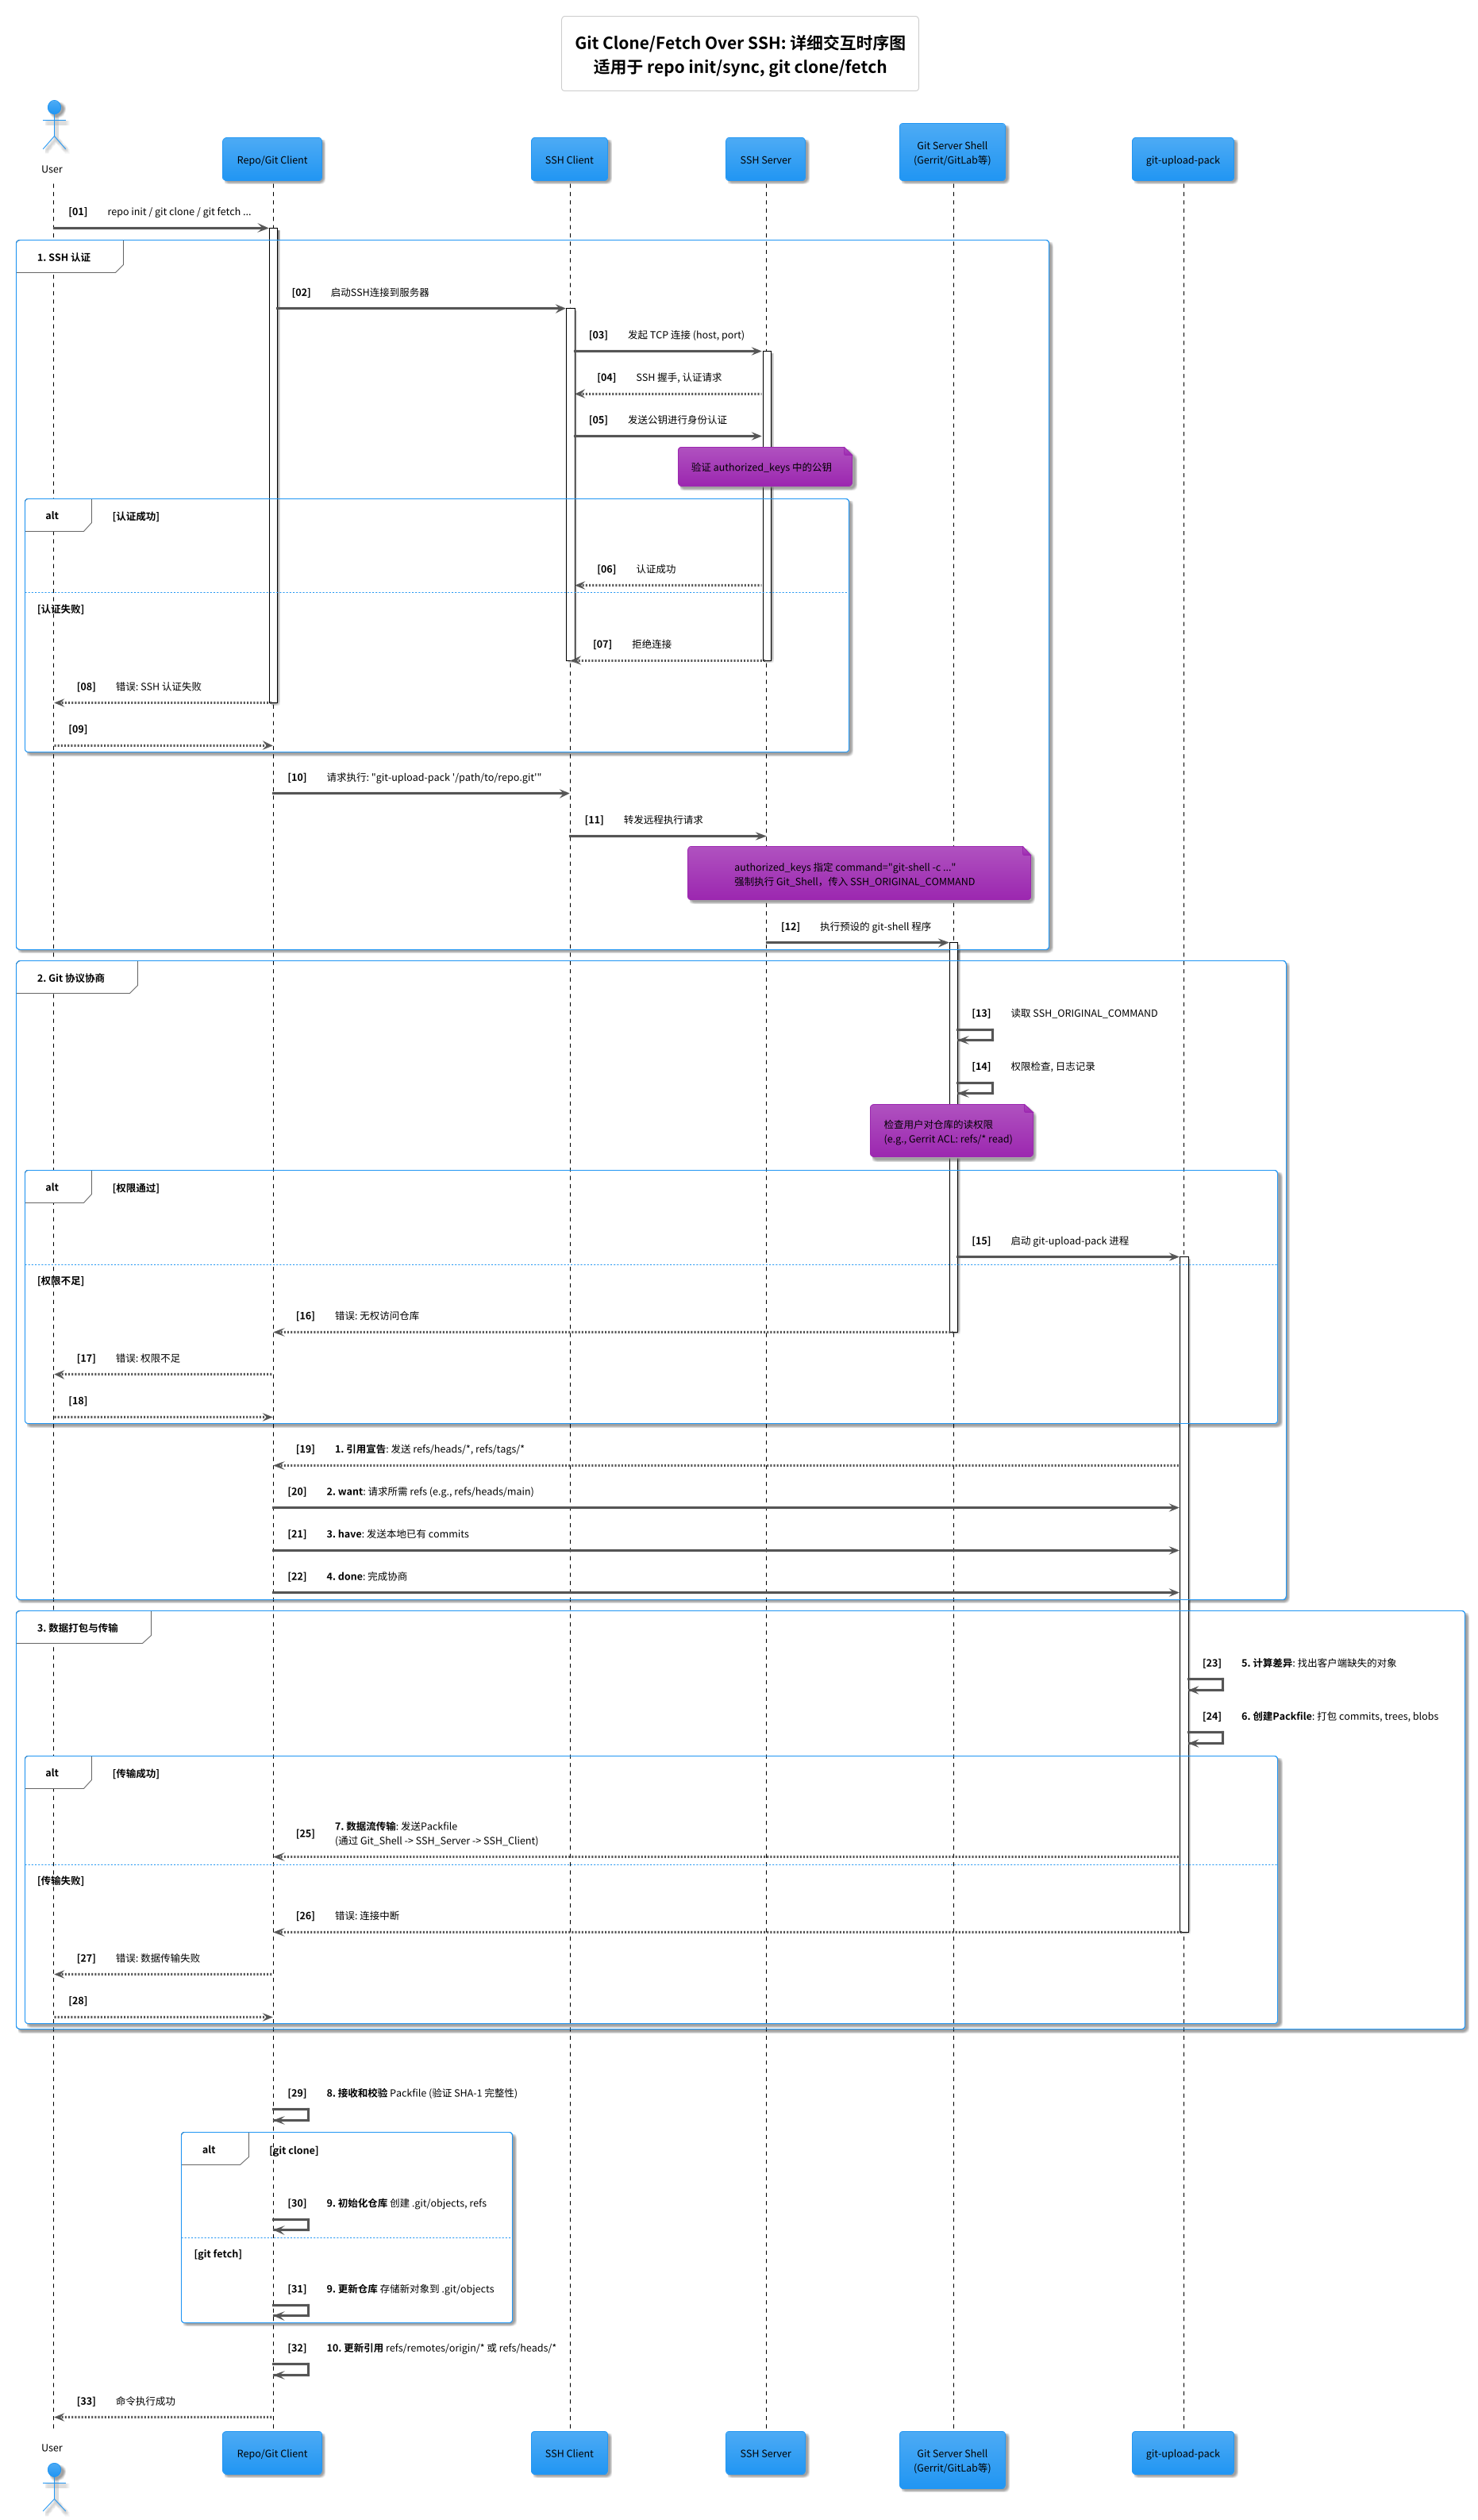 Git Clone/Fetch Over SSH: 详细交互时序图
适用于 repo init/sync, git clone/fetch
User
Repo/Git Client
SSH Client
SSH Server
Git Server Shell
(Gerrit/GitLab等)
git-upload-pack
[01] repo init / git clone / git fetch ...
1. SSH 认证
[02] 启动SSH连接到服务器
[03] 发起 TCP 连接 (host, port)
[04] SSH 握手, 认证请求
[05] 发送公钥进行身份认证
验证 authorized_keys 中的公钥
alt [认证成功]
[06] 认证成功
[认证失败]
[07] 拒绝连接
[08] 错误: SSH 认证失败
[09]
[10] 请求执行: "git-upload-pack '/path/to/repo.git'"
[11] 转发远程执行请求
authorized_keys 指定 command="git-shell -c ..."
强制执行 Git_Shell，传入 SSH_ORIGINAL_COMMAND
[12] 执行预设的 git-shell 程序
2. Git 协议协商
[13] 读取 SSH_ORIGINAL_COMMAND
[14] 权限检查, 日志记录
检查用户对仓库的读权限
(e.g., Gerrit ACL: refs/* read)
alt [权限通过]
[15] 启动 git-upload-pack 进程
[权限不足]
[16] 错误: 无权访问仓库
[17] 错误: 权限不足
[18]
[19] 1. 引用宣告: 发送 refs/heads/*, refs/tags/*
[20] 2. want: 请求所需 refs (e.g., refs/heads/main)
[21] 3. have: 发送本地已有 commits
[22] 4. done: 完成协商
3. 数据打包与传输
[23] 5. 计算差异: 找出客户端缺失的对象
[24] 6. 创建Packfile: 打包 commits, trees, blobs
alt [传输成功]
[25] 7. 数据流传输: 发送Packfile
(通过 Git_Shell -> SSH_Server -> SSH_Client)
[传输失败]
[26] 错误: 连接中断
[27] 错误: 数据传输失败
[28]
[29] 8. 接收和校验 Packfile (验证 SHA-1 完整性)
alt [git clone]
[30] 9. 初始化仓库 创建 .git/objects, refs
[git fetch]
[31] 9. 更新仓库 存储新对象到 .git/objects
[32] 10. 更新引用 refs/remotes/origin/* 或 refs/heads/*
[33] 命令执行成功
User
Repo/Git Client
SSH Client
SSH Server
Git Server Shell
(Gerrit/GitLab等)
git-upload-pack